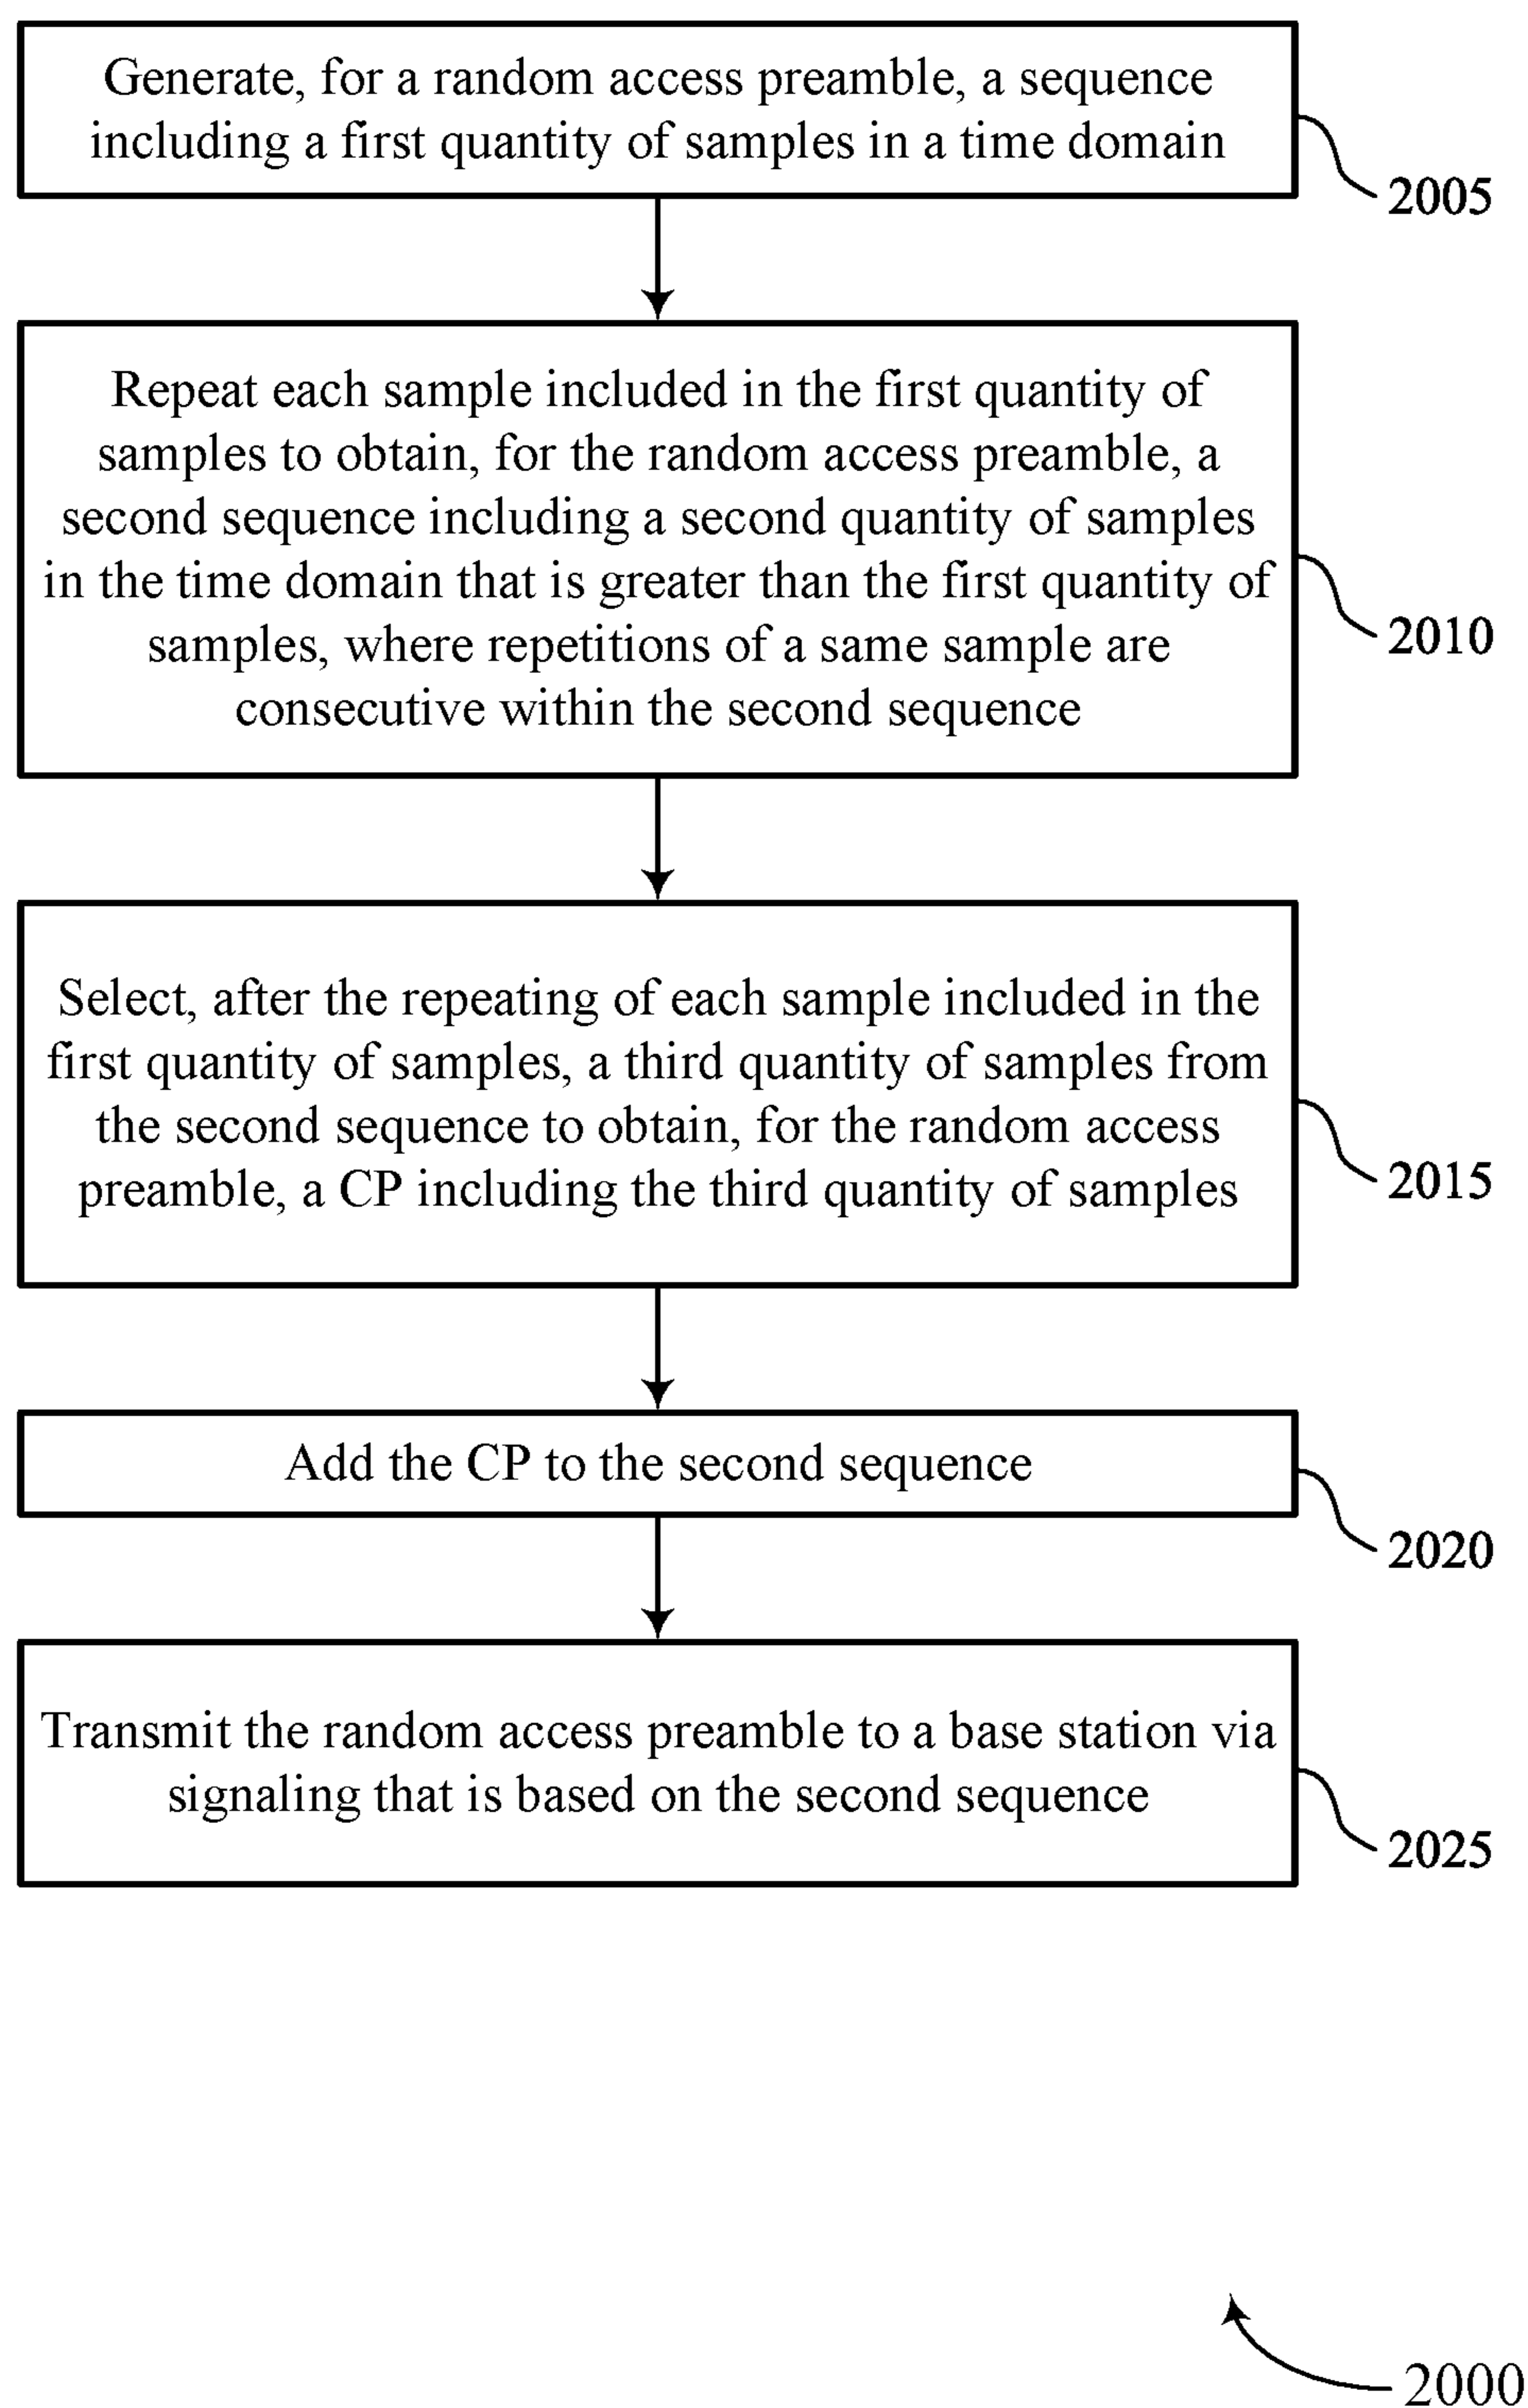 Generate, for a random access preamble, a sequence
including a first quantity of samples in a time domain
2005
Repeat each sample included in the first quantity of
samples to obtain, for the random access preamble, a
second sequence including a second quantity of samples
in the time domain that is greater than the first quantity of
samples, where repetitions of a same sample are
consecutive within the second sequence
2010
Select, after the repeating of each sample included in the
first quantity of samples, a third quantity of samples from
the second sequence to obtain, for the random access
preamble, a CP including the third quantity of samples
2015
Add the CP to the second sequence
2020
Transmit the random access preamble to a base station via
signaling that is based on the second sequence
2025
2000